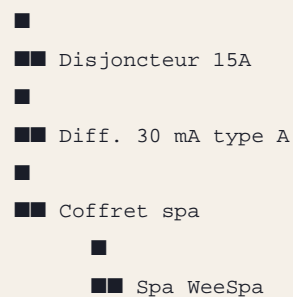 ■
■■ Disjoncteur 15A
■
■■ Diff. 30 mA type A
■
■■ Coffret spa
■
■■ Spa WeeSpa